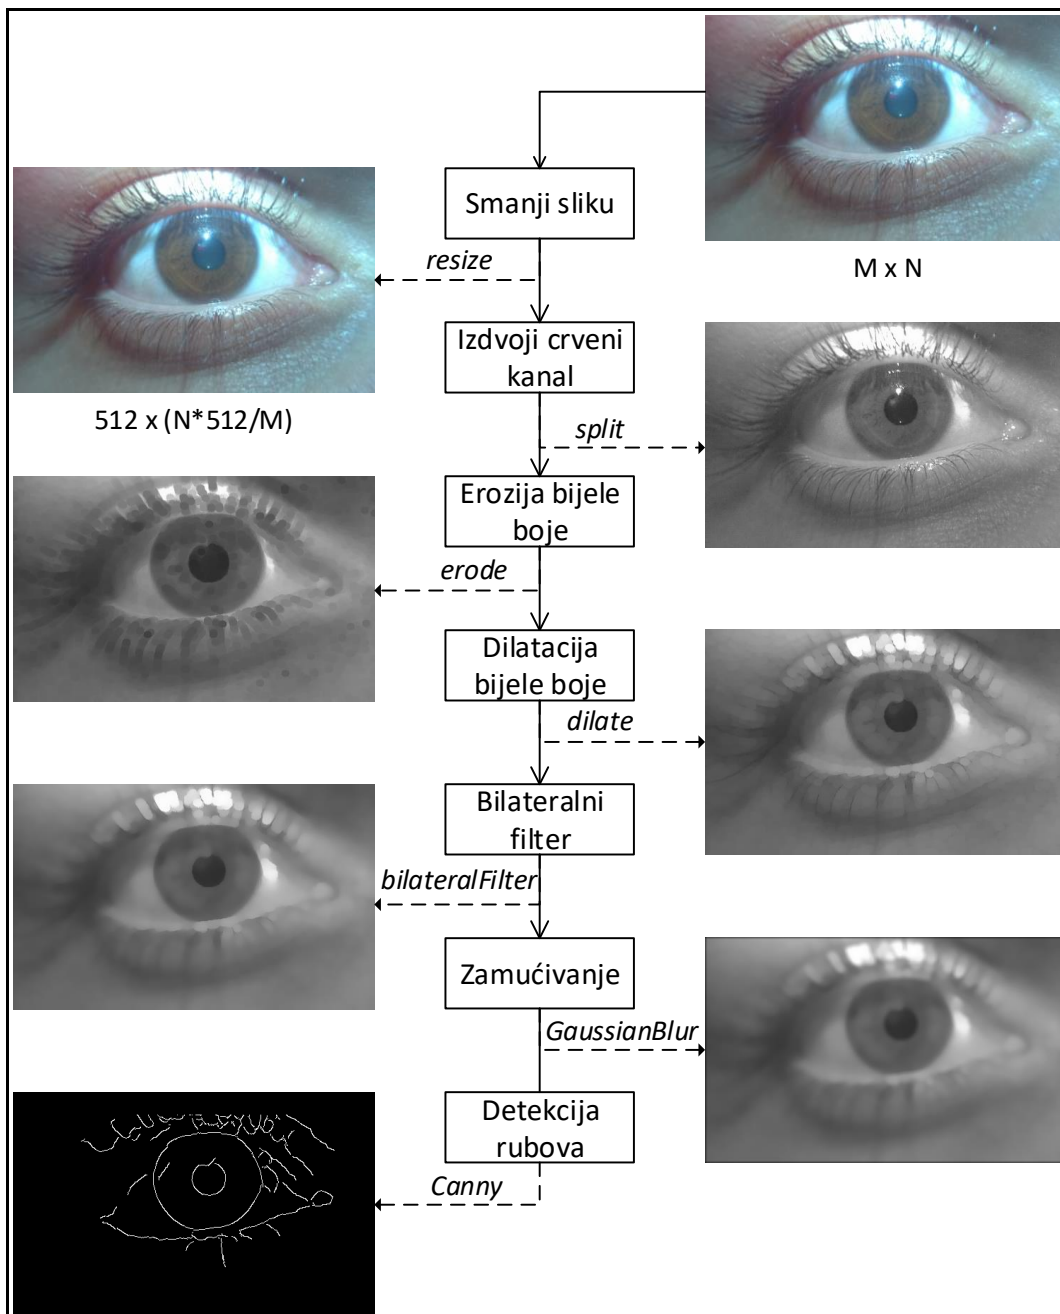 Smanji sliku
M x N
resize
Izdvoji crveni
kanal
512 x (N*512/M)
split
Erozija bijele
boje
erode
Dilatacija
bijele boje
dilate
Bilateralni
filter
bilateralFilter
Zamućivanje
GaussianBlur
Detekcija
rubova
Canny